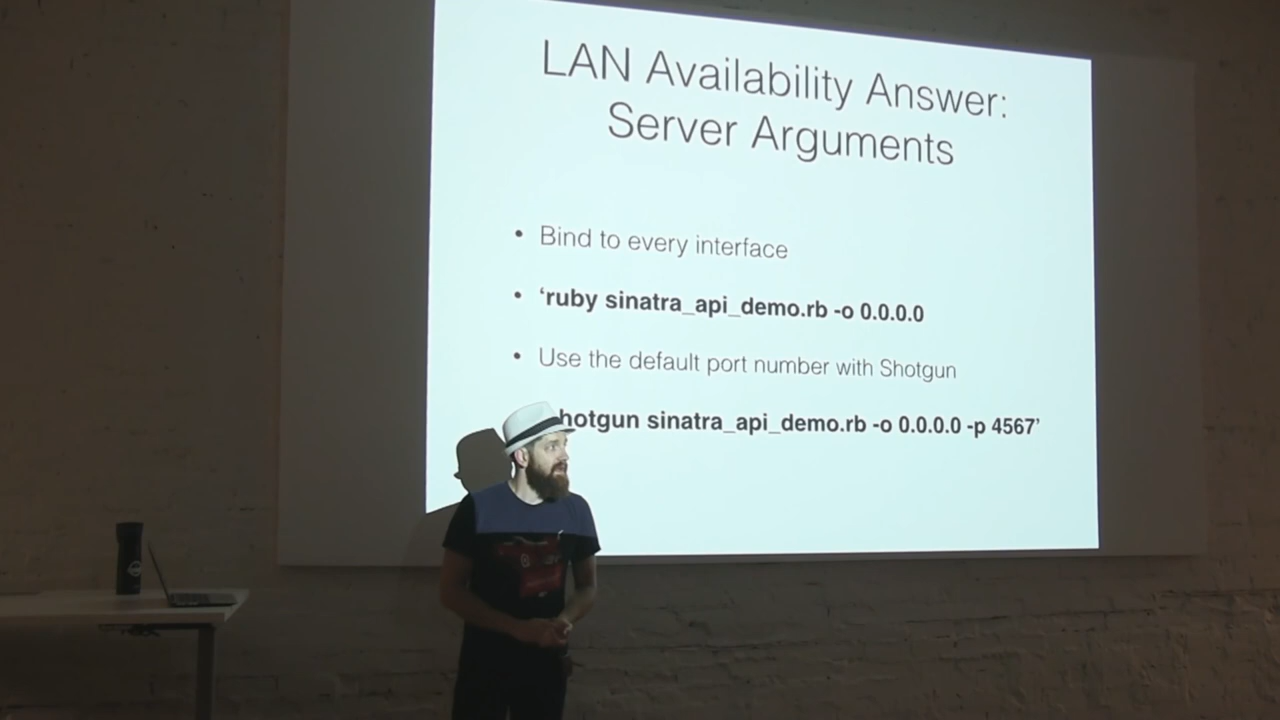 LAN Availability Answer:
Server Arguments
• Bind to every interface
• ‘ruby sinatra_api_demo.rb -o 0.0.0.0
• Use the default port number with Shotgun
hotgun sinatra_api_demo.rb -o 0.0.0.0 -p 4567’